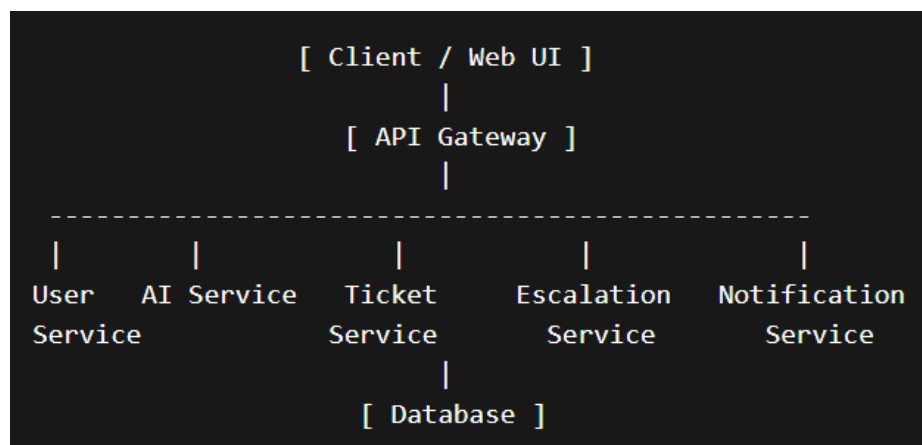 [ Client / Web UI ]
|
[ API Gateway ]
|
-------------------------------------------------
| | | | |
User AI Service Ticket Escalation Notification
Service Service Service Service
|
[ Database ]